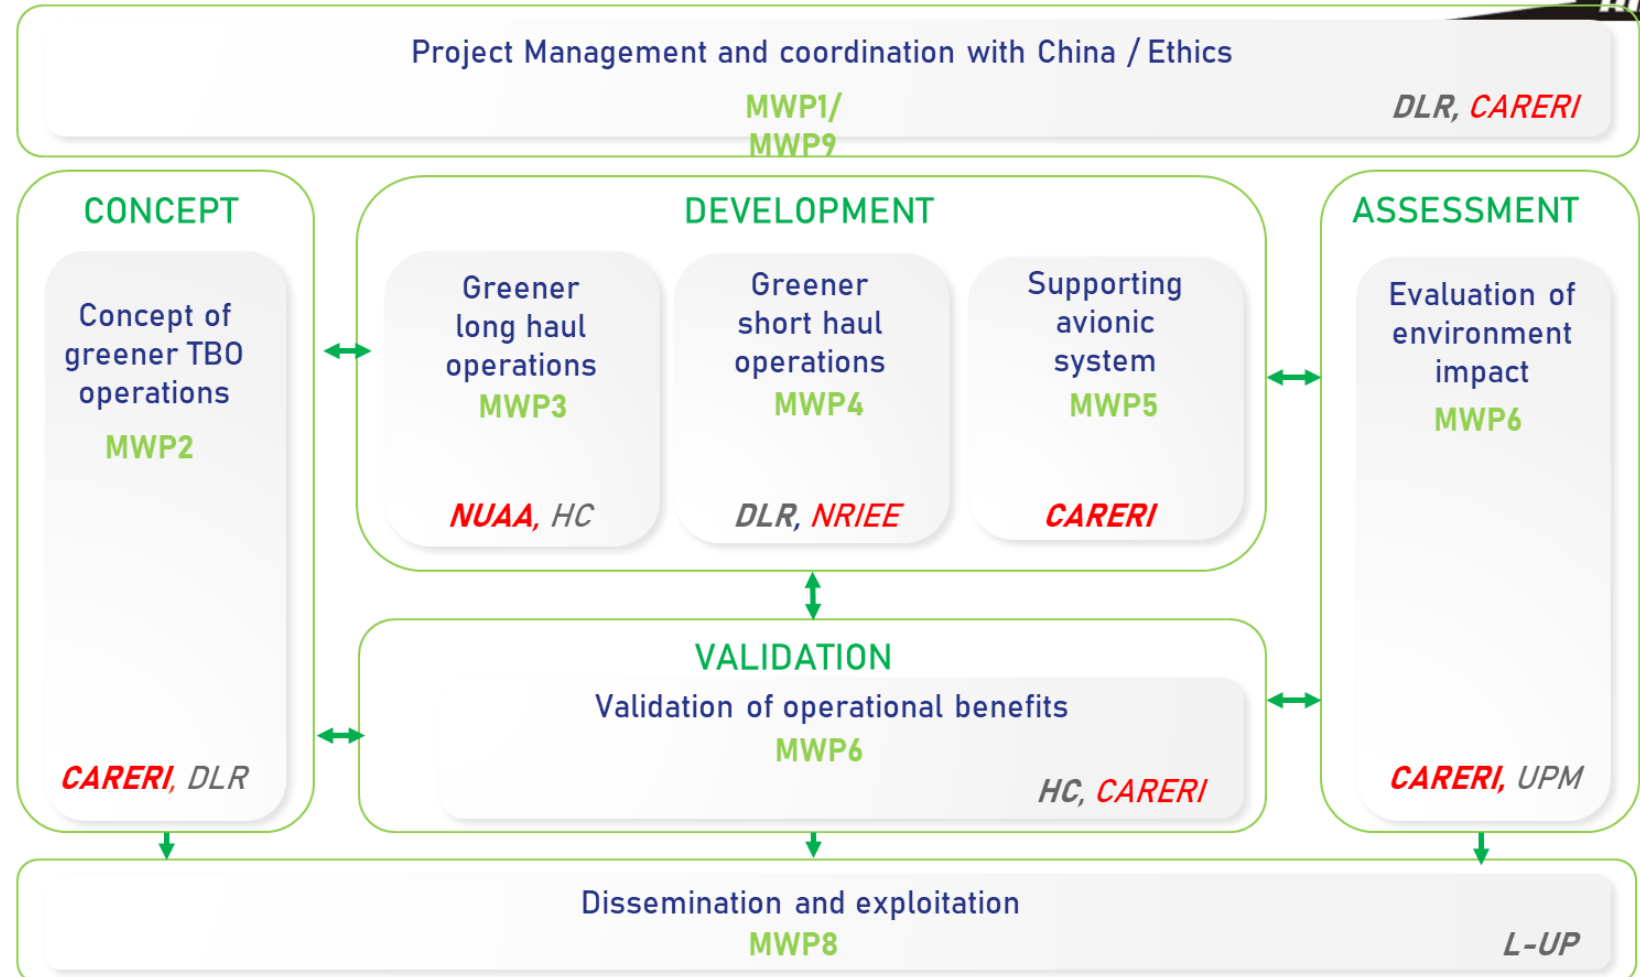 Project Management and coordination with China / Ethics
MWP1/
MWP9
DLR, CARERI
CONCEPT
Concept of
greener TBO
operations
MWP2
CARERI, DLR
DEVELOPMENT
Greener
long haul
operations
MWP3
NUAA, HC
Greener
short haul
operations
MWP4
DLR, NRIEE
Supporting
avionic
system
MWP5
CARERI
ASSESSMENT
Evaluation of
environment
impact
MWP6
CARERI, UPM
VALIDATION
Validation of operational benefits
MWP6
HC, CARERI
Dissemination and exploitation
MWP8
L-UP